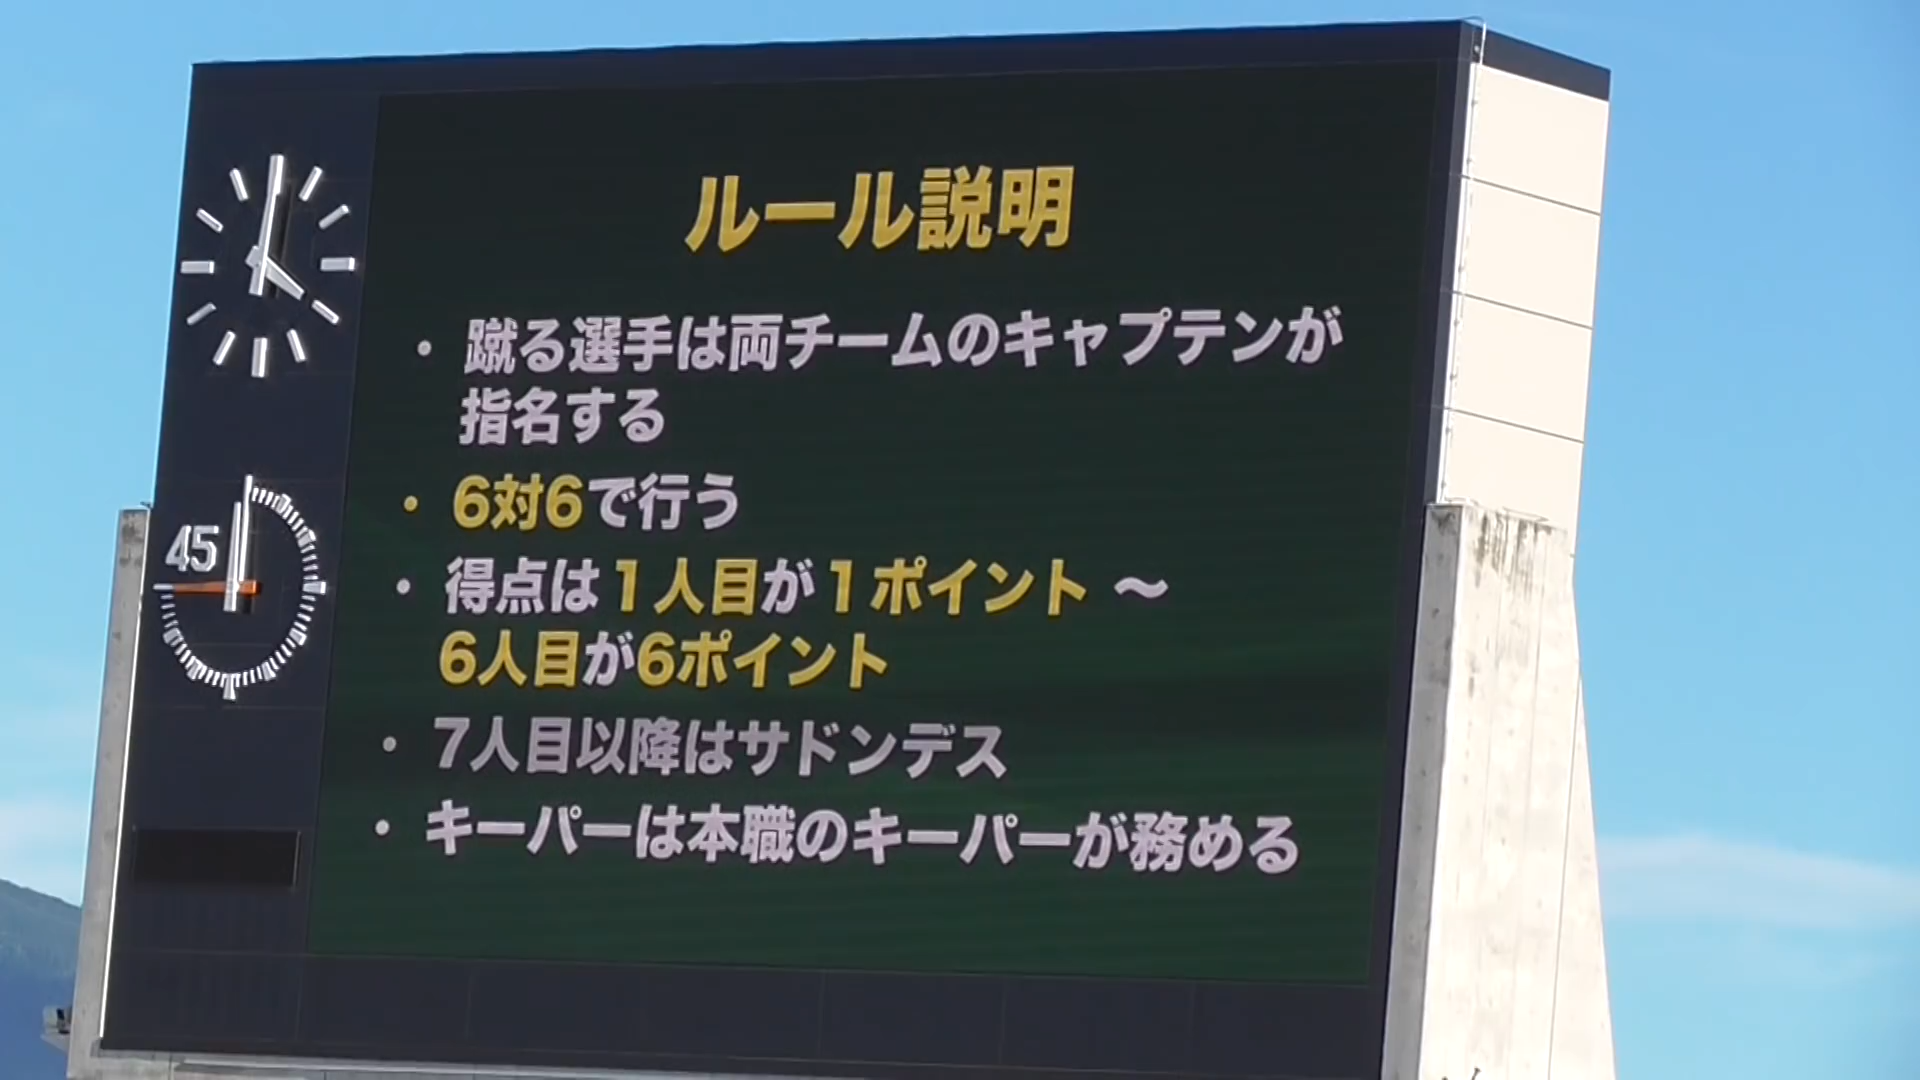 ルール説明
・蹴る選手は両チームのキャプテンが
指名する
・6対6で行う
45
・得点は1人目が1ポイント 〜
6人目が6ポイント
・7人目以降はサドンデス
・キーパーは本職のキーパーが務める